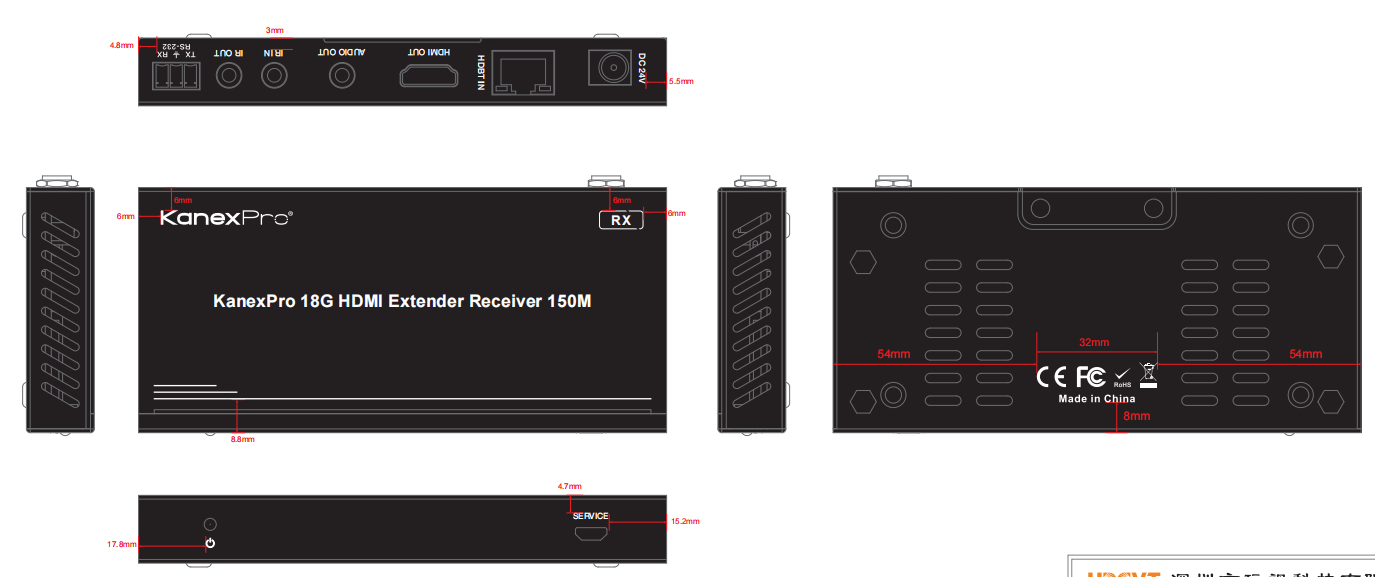 3mm
4.8mm
RS-232
RX TX
IR OUT
IR IN
AUDIO OUT
HDMI OUT
HDBT IN
DC 24V
5.5mm
6mm
6mm
6mm
6mm
KanexPro®
RX
KanexPro 18G HDMI Extender Receiver 150M
8.8mm
32mm
54mm
54mm
CE FC
RoHS
Made in China
8mm
4.7mm
SERVICE
15.2mm
17.8mm